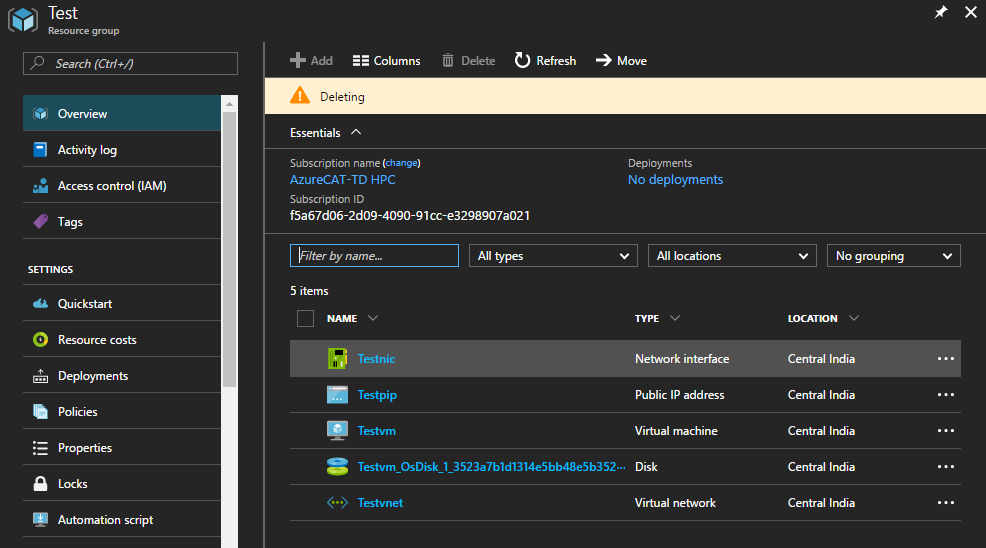 Test
Resource group
Search (Ctrl+/)
Overview
Activity log
Access control (IAM)
Tags
SETTINGS
Quickstart
Resource costs
Deployments
Policies
Properties
Locks
Automation script
Add Columns Delete Refresh Move
Deleting
Essentials
Subscription name (change) Deployments
AzureCAT-TD HPC No deployments
Subscription ID
f5a67d06-2d09-4090-91cc-e3298907a021
Filter by name... All types All locations No grouping
5 items
NAME TYPE LOCATION
Testnic Network interface Central India ...
Testpip Public IP address Central India ...
Testvm Virtual machine Central India ...
Testvm_OsDisk_1_3523a7b1d1314e5bb48e5b352... Disk Central India ...
Testvnet Virtual network Central India ...